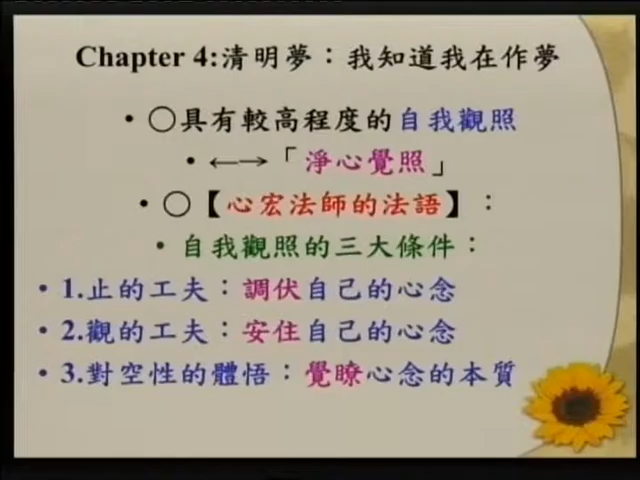 Chapter 4:清明夢：我知道我在作夢
• ○具有較高程度的自我觀照
• ←→「淨心覺照」
• ○【心宏法師的法語】：
• 自我觀照的三大條件：
• 1.止的工夫：調伏自己的心念
• 2.觀的工夫：安住自己的心念
• 3.對空性的體悟：覺瞭心念的本質